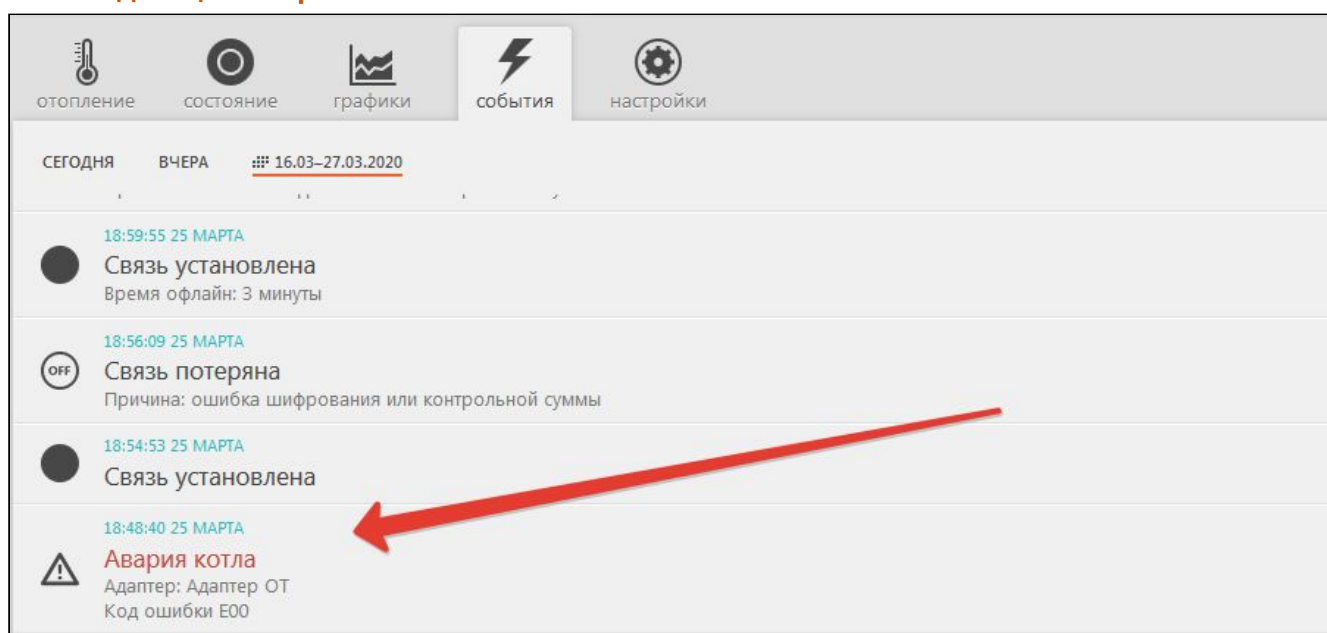 отопление состояние графики события настройки
СЕГОДНЯ ВЧЕРА 16.03–27.03.2020
18:59:55 25 МАРТА
Связь установлена
Время офлайн: 3 минуты
OFF
18:56:09 25 МАРТА
Связь потеряна
Причина: ошибка шифрования или контрольной суммы
18:54:53 25 МАРТА
Связь установлена
18:48:40 25 МАРТА
Авария котла
Адаптер: Адаптер ОТ
Код ошибки E00